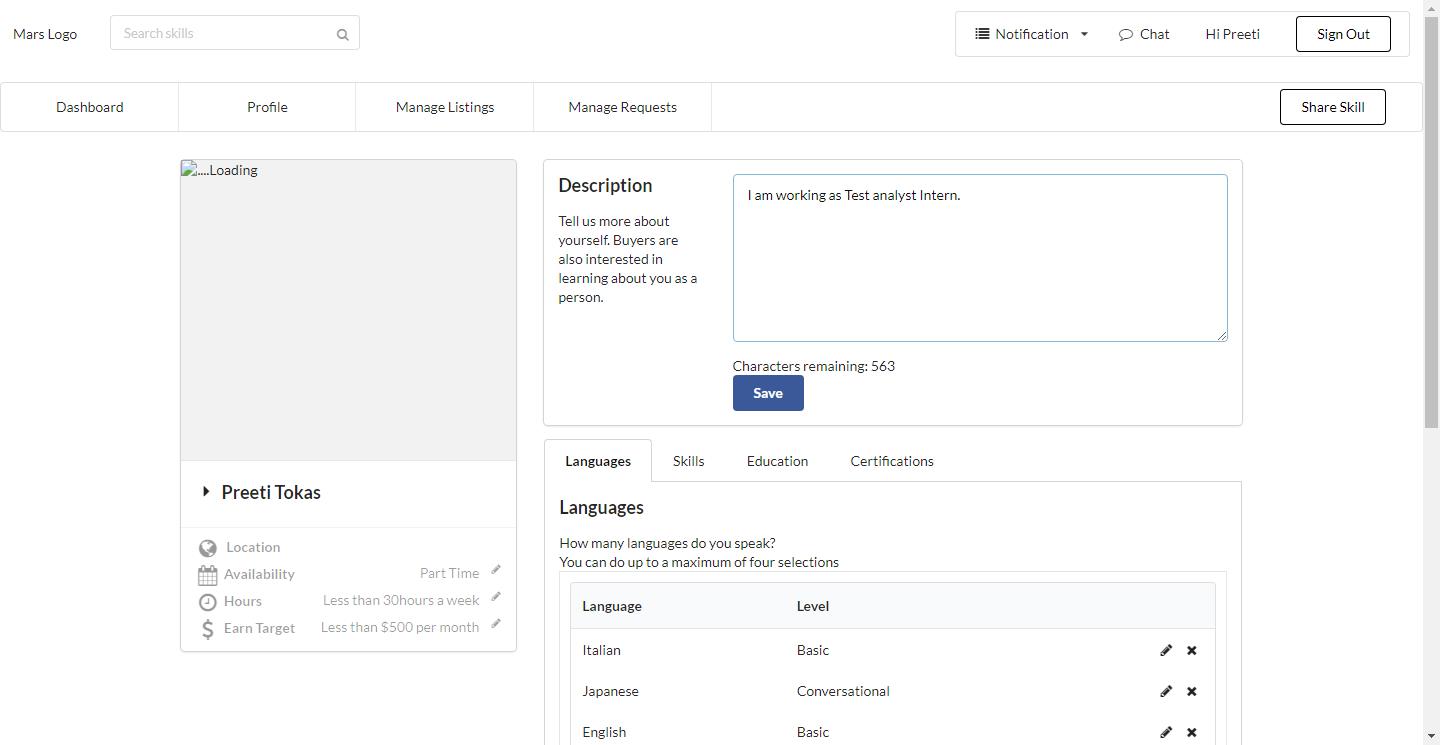 Mars Logo
Search skills
Notification
Chat
Hi Preeti
Sign Out
Dashboard
Profile
Manage Listings
Manage Requests
Share Skill
....Loading
Preeti Tokas
Location
Availability
Part Time
Hours
Less than 30hours a week
Earn Target
Less than $500 per month
Description
Tell us more about
yourself. Buyers are
also interested in
learning about you as a
person.
I am working as Test analyst Intern.
Characters remaining: 563
Save
Languages
Skills
Education
Certifications
Languages
How many languages do you speak?
You can do up to a maximum of four selections
Language
Level
Italian
Basic
Japanese
Conversational
English
Basic